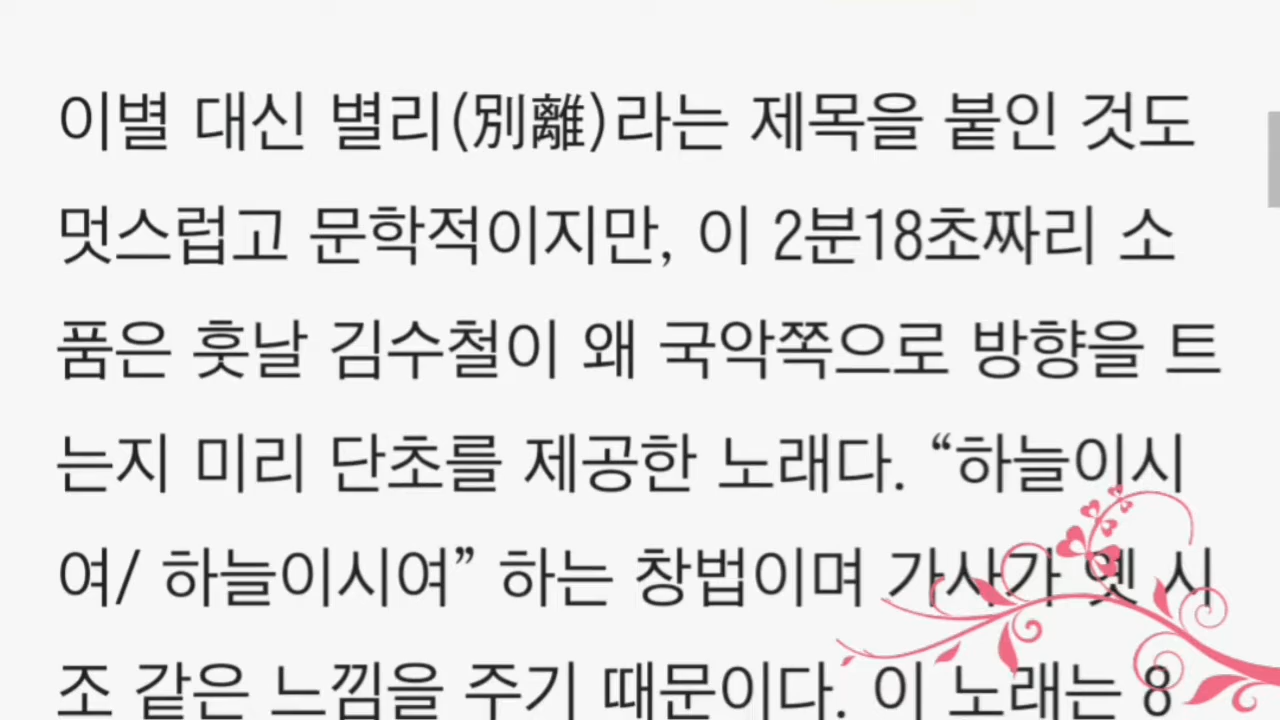 이별 대신 별리(別離)라는 제목을 붙인 것도
멋스럽고 문학적이지만, 이 2분18초짜리 소
품은 훗날 김수철이 왜 국악쪽으로 방향을 트
는지 미리 단초를 제공한 노래다. “하늘이시
여/ 하늘이시여” 하는 창법이며 가사가 옛 시
조 같은 느낌을 주기 때문이다. 이 노래는 8